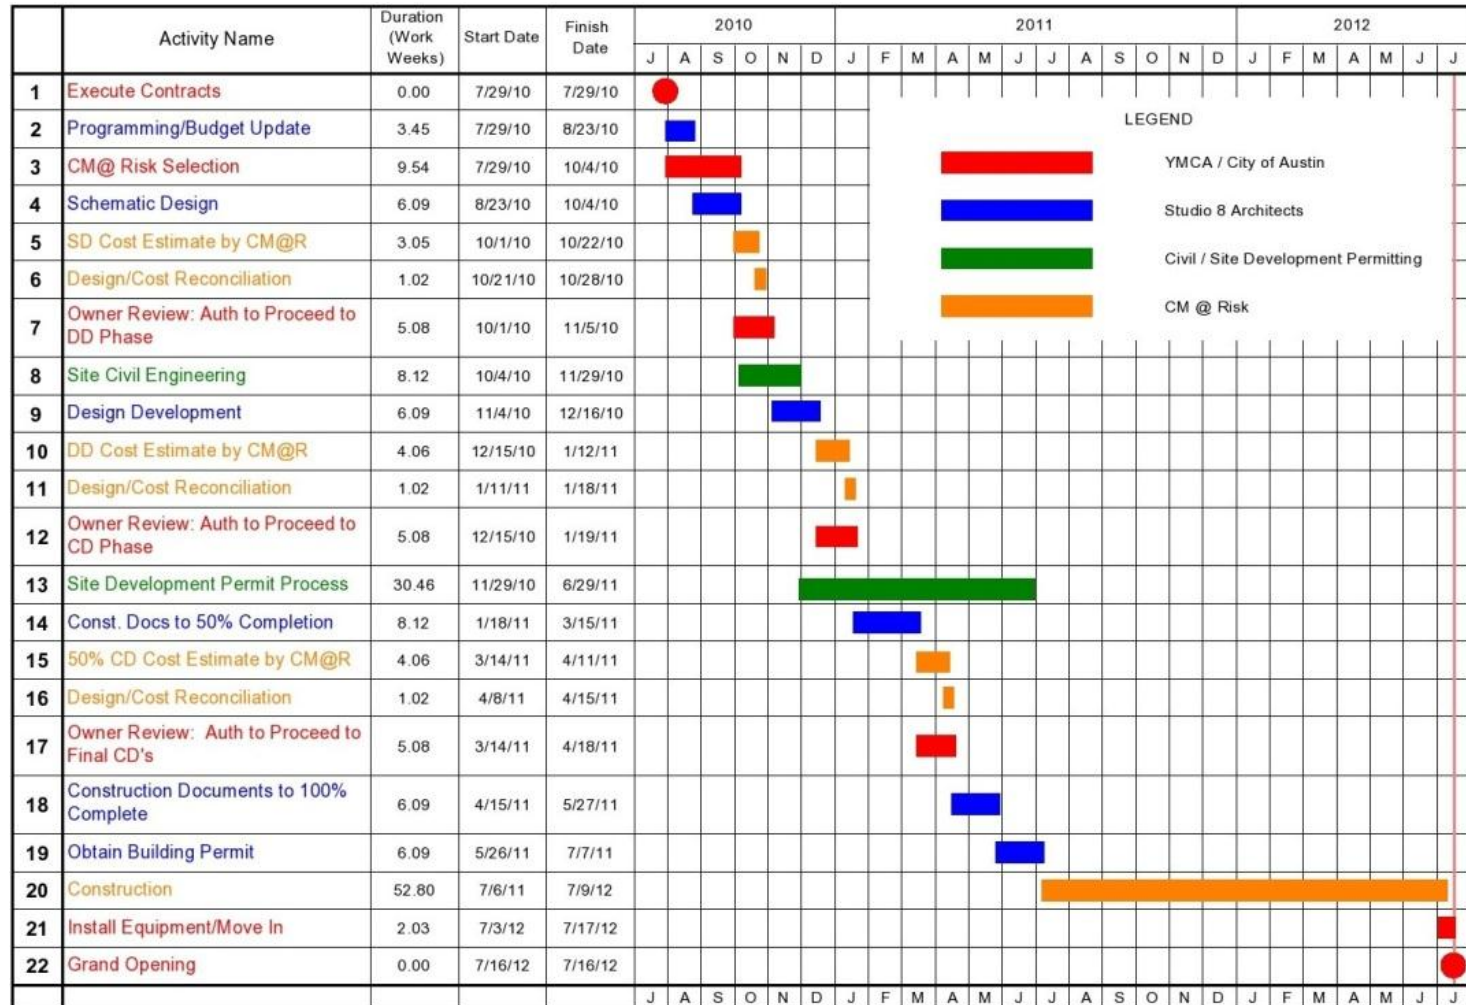 Activity Name Duration (Work Weeks) Start Date Finish Date 2010 2011 2012
J A S O N D J F M A M J J A S O N D J F M A M J J
1 Execute Contracts 0.00 7/29/10 7/29/10
2 Programming/Budget Update 3.45 7/29/10 8/23/10
3 CM@ Risk Selection 9.54 7/29/10 10/4/10
4 Schematic Design 6.09 8/23/10 10/4/10
5 SD Cost Estimate by CM@R 3.05 10/1/10 10/22/10
6 Design/Cost Reconciliation 1.02 10/21/10 10/28/10
7 Owner Review: Auth to Proceed to DD Phase 5.08 10/1/10 11/5/10
8 Site Civil Engineering 8.12 10/4/10 11/29/10
9 Design Development 6.09 11/4/10 12/16/10
10 DD Cost Estimate by CM@R 4.06 12/15/10 1/12/11
11 Design/Cost Reconciliation 1.02 1/11/11 1/18/11
12 Owner Review: Auth to Proceed to CD Phase 5.08 12/15/10 1/19/11
13 Site Development Permit Process 30.46 11/29/10 6/29/11
14 Const. Docs to 50% Completion 8.12 1/18/11 3/15/11
15 50% CD Cost Estimate by CM@R 4.06 3/14/11 4/11/11
16 Design/Cost Reconciliation 1.02 4/8/11 4/15/11
17 Owner Review: Auth to Proceed to Final CD's 5.08 3/14/11 4/18/11
18 Construction Documents to 100% Complete 6.09 4/15/11 5/27/11
19 Obtain Building Permit 6.09 5/26/11 7/7/11
20 Construction 52.80 7/6/11 7/9/12
21 Install Equipment/Move In 2.03 7/3/12 7/17/12
22 Grand Opening 0.00 7/16/12 7/16/12
J A S O N D J F M A M J J A S O N D J F M A M J J
LEGEND
YMCA / City of Austin
Studio 8 Architects
Civil / Site Development Permitting
CM @ Risk